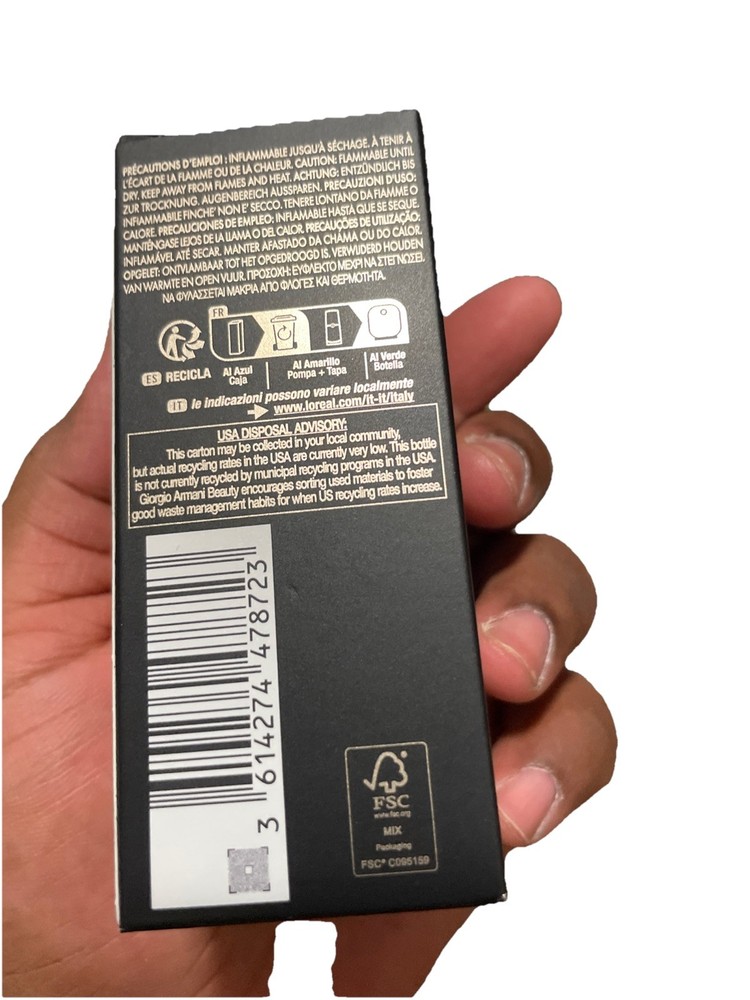 PRÉCAUTIONS D'EMPLOI : INFLAMMABLE JUSQU'À SÉCHAGE. À TENIR À
L'ÉCART DE LA FLAMME OU DE LA CHALEUR. CAUTION: FLAMMABLE UNTIL
DRY. KEEP AWAY FROM FLAMES AND HEAT. ACHTUNG: ENTZÜNDLICH BIS
ZUR TROCKNUNG. AUGENBEREICH AUSSPAREN. PRECAUZIONI D'USO:
INFIAMMABILE FINCHE' NON E' SECCO. TENERE LONTANO DA FIAMME O
CALORE. PRECAUCIONES DE EMPLEO: INFLAMABLE HASTA QUE SE SEQUE.
MANTÉNGASE LEJOS DE LA LLAMA O DEL CALOR. PRECAUÇÕES DE UTILIZAÇÃO:
INFLAMÁVEL ATÉ SECAR. MANTER AFASTADO DA CHAMA OU DO CALOR.
OPGELET: ONTVLAMBAAR TOT HET OPGEDROOGD IS. VERWIJDERD HOUDEN
VAN WARMTE EN OPEN VUUR. ΠΡΟΣΟΧΗ: ΕΥΦΛΕΚΤΟ ΜΕΧΡΙ ΝΑ ΣΤΕΓΝΩΣΕΙ.
ΝΑ ΦΥΛΑΣΣΕΤΑΙ ΜΑΚΡΙΑ ΑΠΟ ΦΛΟΓΕΣ ΚΑΙ ΘΕΡΜΟΤΗΤΑ.
FR
ES RECICLA
Al Azul
Caja
Al Amarillo
Pompa + Tapa
Al Verde
Botella
IT le indicazioni possono variare localmente
www.loreal.com/it-it/italy
USA DISPOSAL ADVISORY:
This carton may be collected in your local community,
but actual recycling rates in the USA are currently very low. This bottle
is not currently recycled by municipal recycling programs in the USA.
Giorgio Armani Beauty encourages sorting used materials to foster
good waste management habits for when US recycling rates increase.
3 614274 478723
FSC
www.fsc.org
MIX
Packaging
FSC® C095159